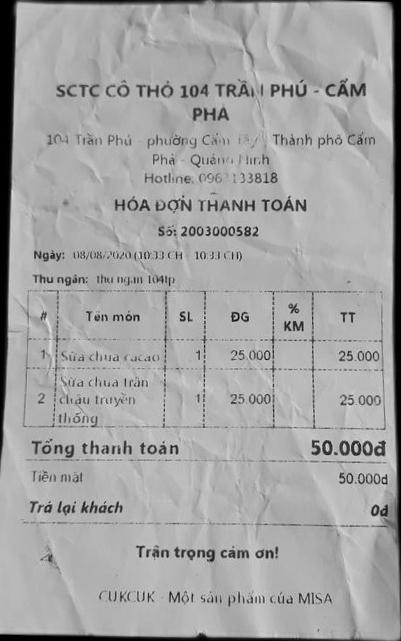 SCTC CÔ THỎ 104 TRẦN PHÚ - CẨM
PHẢ
104 Trần Phú - phường Cẩm Thành phố Cẩm
Phả - Quảng Ninh
Hotline: 133818
HÓA ĐƠN THANH TOÁN
Số: 2003000582
Ngày: 08/08/2020 (10:33 CH - 10:33 CH)
Thu ngân: thu ngan 104tp
# Tên món SL ĐG % KM TT
1 Sữa chua cacao 1 25.000 25.000
2 Sữa chua trân châu truyền thống 1 25.000 25.000
Tổng thanh toán 50.000đ
Tiền mặt 50.000đ
Trả lại khách 0đ
Trân trọng cảm ơn!
CUKCUK - Một sản phẩm của MISA